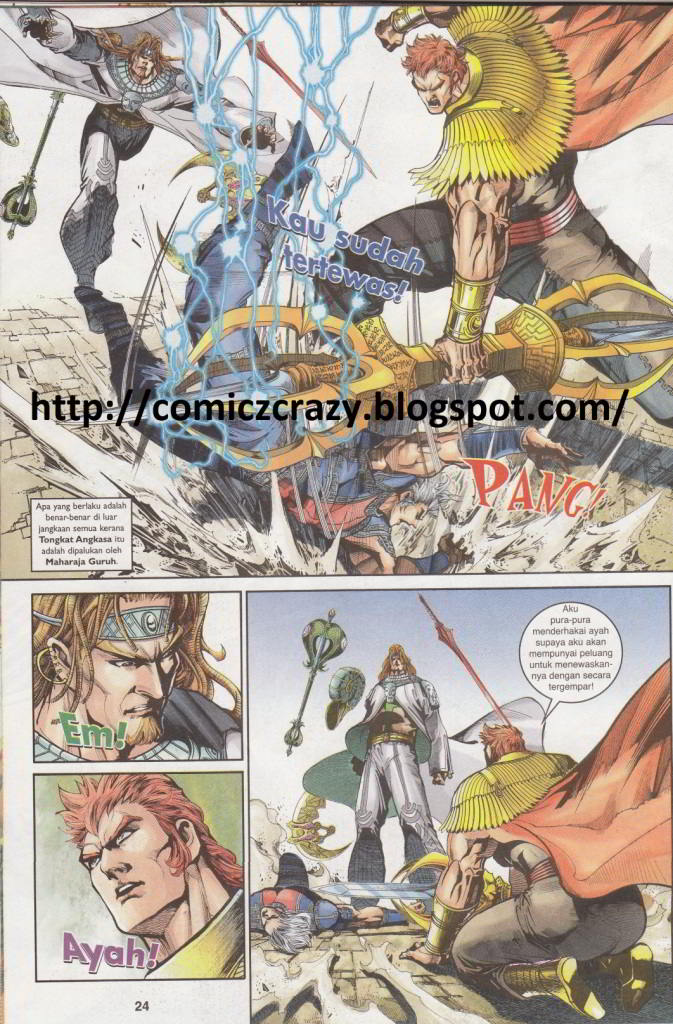 Kau sudah
tertewas!
http://comiczcrazy.blogspot.com/
PANG!
Apa yang berlaku adalah
benar-benar di luar
jangkaan semua kerana
Tongkat Angkasa itu
adalah dipalukan oleh
Maharaja Guruh.
Em!
Ayah!
Aku
pura-pura
menderhakai ayah
supaya aku akan
mempunyai peluang
untuk menewaskan-
nya dengan secara
tergempar!
24